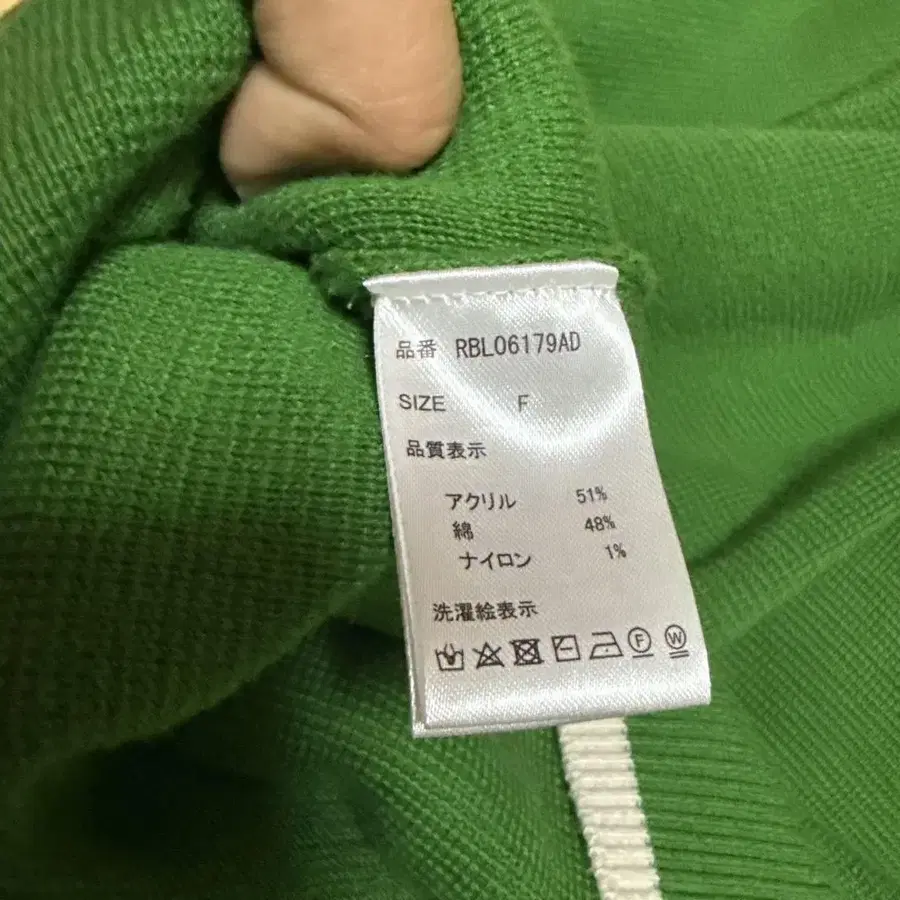 品番 RBL06179AD
SIZE F
品質表示
アクリル 51%
綿 48%
ナイロン 1%
洗濯絵表示
F W